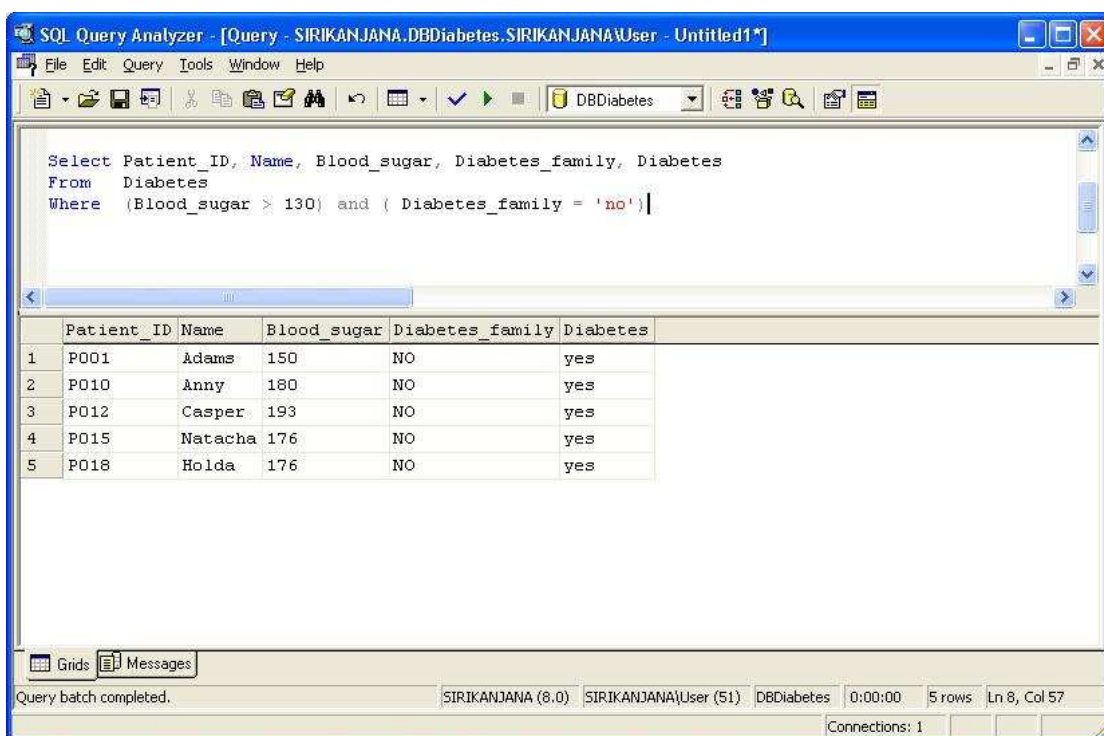 SQL Query Analyzer - [Query - SIRIKANJANA.DBDiabetes.SIRIKANJANA\User - Untitled1*]
File Edit Query Tools Window Help
DBDiabetes
Select Patient_ID, Name, Blood_sugar, Diabetes_family, Diabetes
From Diabetes
Where (Blood_sugar > 130) and ( Diabetes_family = 'no')
Patient_ID Name Blood_sugar Diabetes_family Diabetes
1 P001 Adams 150 NO yes
2 P010 Anny 180 NO yes
3 P012 Casper 193 NO yes
4 P015 Natacha 176 NO yes
5 P018 Holda 176 NO yes
Grids Messages
Query batch completed. SIRIKANJANA (8.0) SIRIKANJANA\User (51) DBDiabetes 0:00:00 5 rows Ln 8, Col 57
Connections: 1